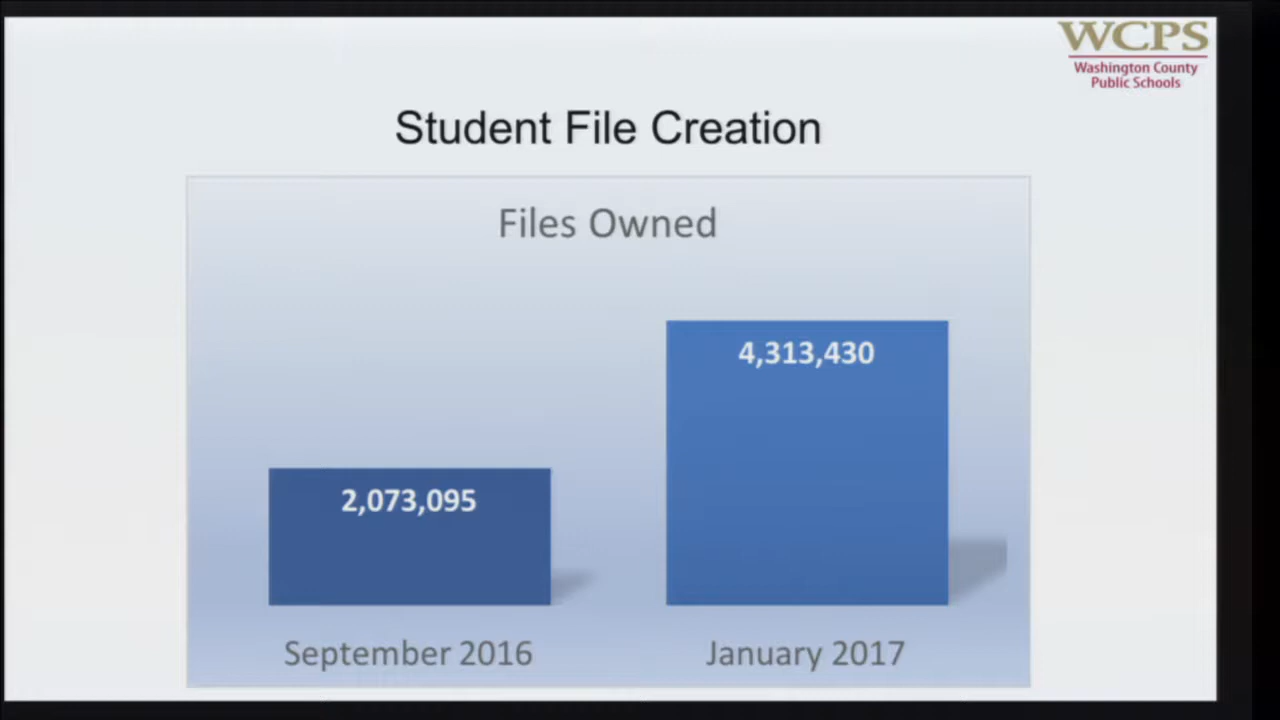 WCPS
Washington County
Public Schools
Student File Creation
Files Owned
4,313,430
2,073,095
September 2016
January 2017